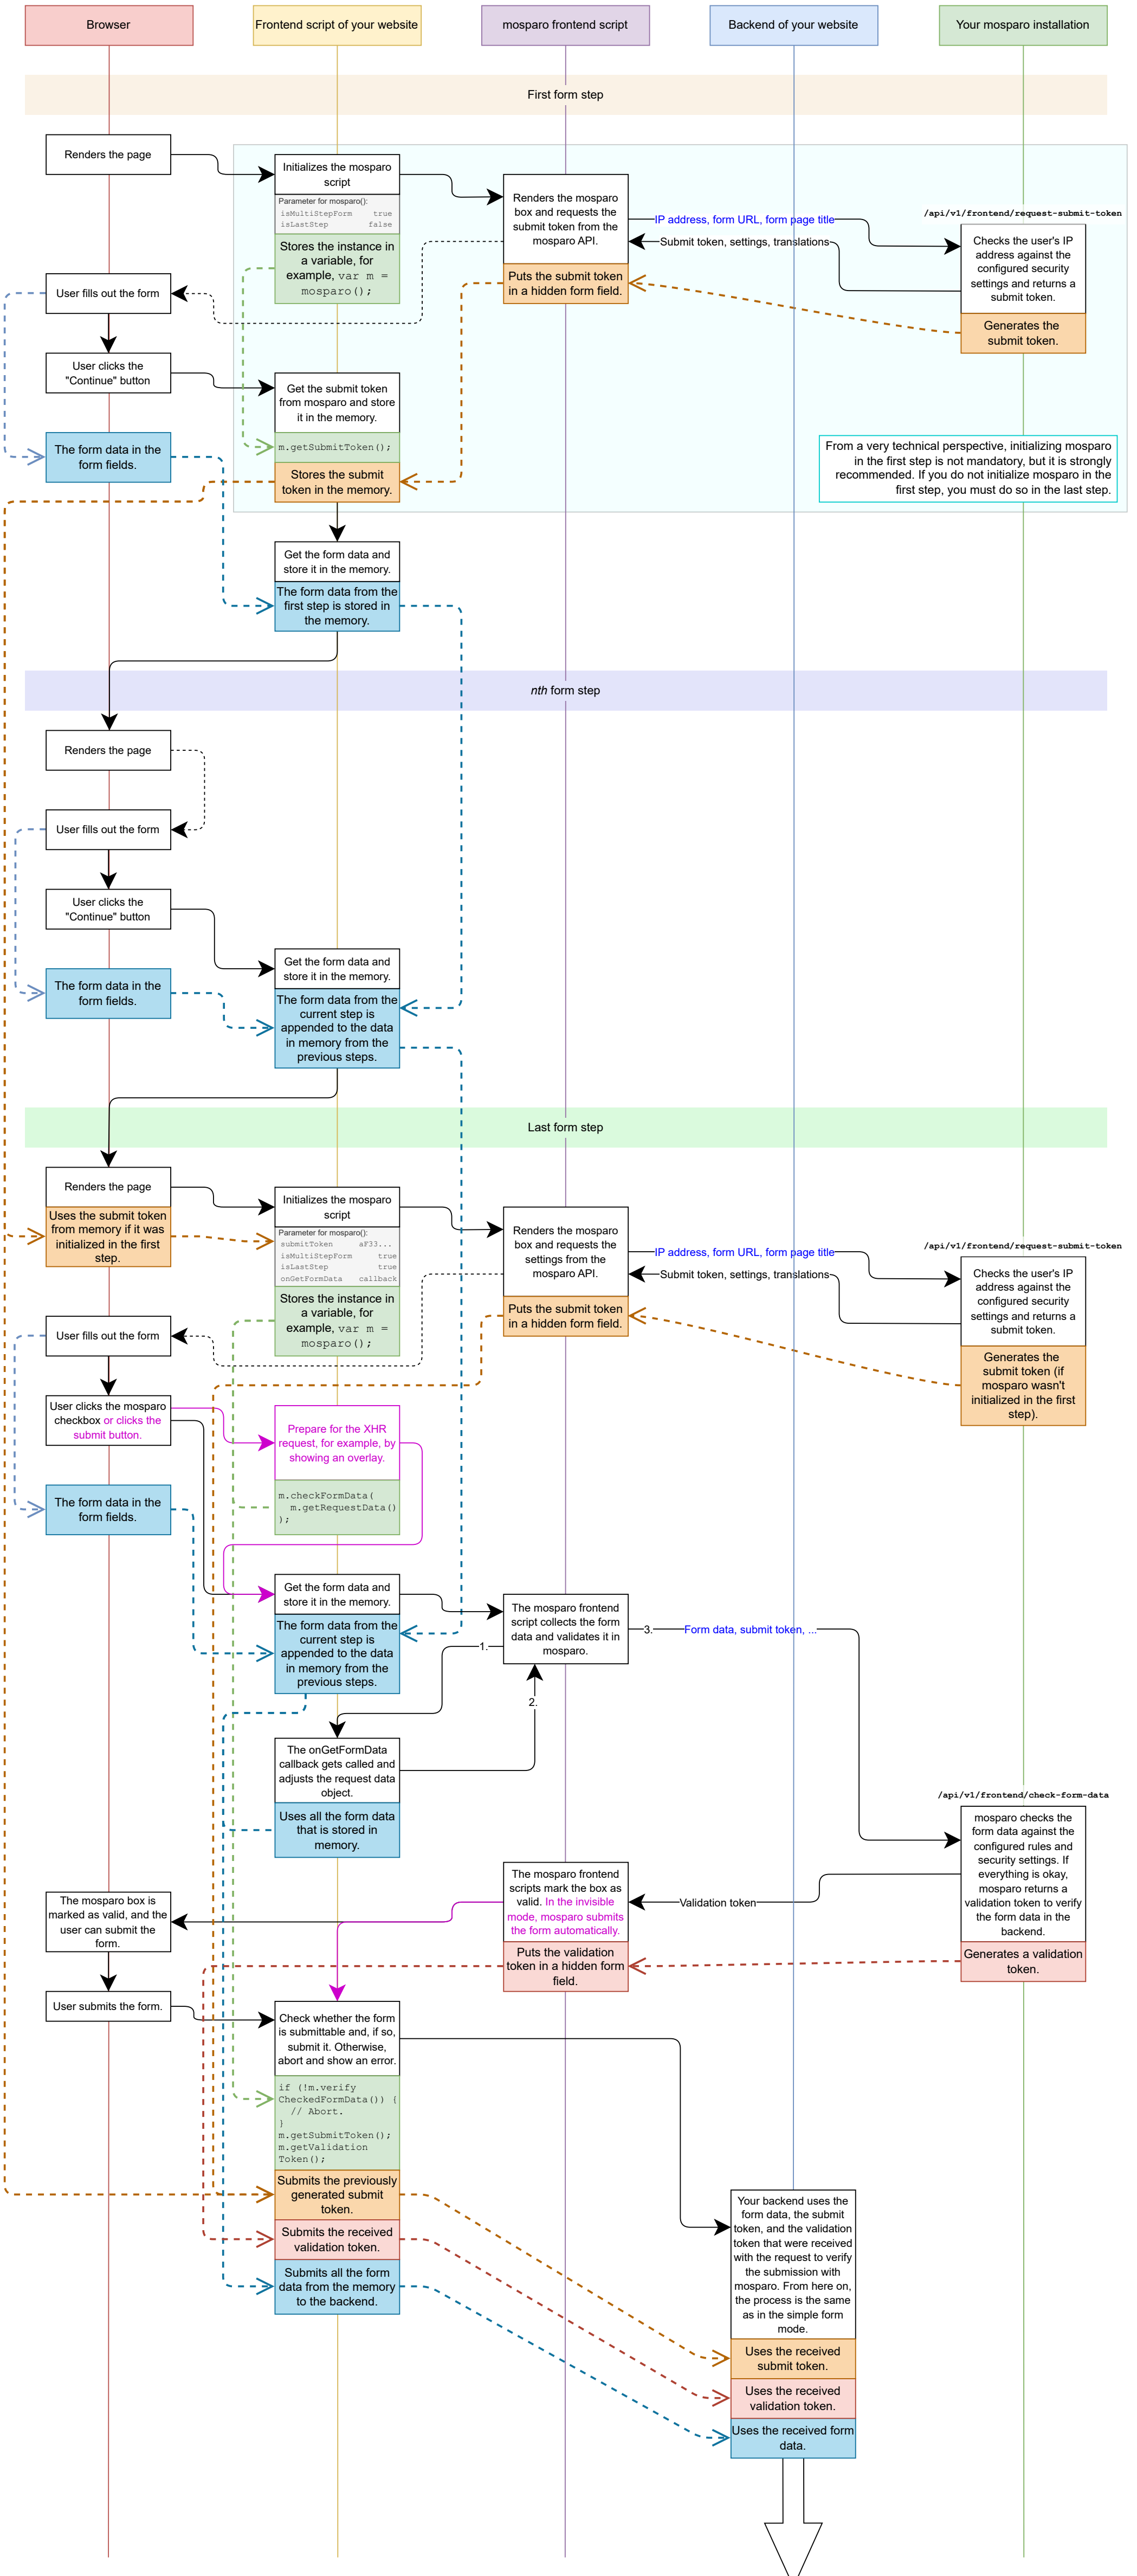 Browser
Frontend script of your website
mosparo frontend script
Backend of your website
Your mosparo installation
First form step
Renders the page
Initializes the mosparo
script
Parameter for mosparo():
isMultiStepForm true
isLastStep false
Stores the instance in
a variable, for
example, var m =
mosparo();
Renders the mosparo
box and requests the
submit token from the
mosparo API.
Puts the submit token
in a hidden form field.
IP address, form URL, form page title
Submit token, settings, translations
/api/v1/frontend/request-submit-token
Checks the user's IP
address against the
configured security
settings and returns a
submit token.
Generates the
submit token.
User fills out the form
User clicks the
"Continue" button
The form data in the
form fields.
Get the submit token
from mosparo and store
it in the memory.
m.getSubmitToken();
Stores the submit
token in the memory.
From a very technical perspective, initializing mosparo
in the first step is not mandatory, but it is strongly
recommended. If you do not initialize mosparo in the
first step, you must do so in the last step.
Get the form data and
store it in the memory.
The form data from the
first step is stored in
the memory.
nth form step
Renders the page
User fills out the form
User clicks the
"Continue" button
The form data in the
form fields.
Get the form data and
store it in the memory.
The form data from the
current step is
appended to the data
in memory from the
previous steps.
Last form step
Renders the page
Uses the submit token
from memory if it was
initialized in the first
step.
Initializes the mosparo
script
Parameter for mosparo():
submitToken aF33...
isMultiStepForm true
isLastStep true
onGetFormData callback
Stores the instance in
a variable, for
example, var m =
mosparo();
Renders the mosparo
box and requests the
settings from the
mosparo API.
Puts the submit token
in a hidden form field.
IP address, form URL, form page title
Submit token, settings, translations
/api/v1/frontend/request-submit-token
Checks the user's IP
address against the
configured security
settings and returns a
submit token.
Generates the
submit token (if
mosparo wasn't
initialized in the first
step).
User fills out the form
User clicks the mosparo
checkbox or clicks the
submit button.
The form data in the
form fields.
Prepare for the XHR
request, for example, by
showing an overlay.
m.checkFormData(
m.getRequestData()
);
Get the form data and
store it in the memory.
The form data from the
current step is
appended to the data
in memory from the
previous steps.
The mosparo frontend
script collects the form
data and validates it in
mosparo.
1.
2.
3.
Form data, submit token, ...
The onGetFormData
callback gets called and
adjusts the request data
object.
Uses all the form data
that is stored in
memory.
/api/v1/frontend/check-form-data
mosparo checks the
form data against the
configured rules and
security settings. If
everything is okay,
mosparo returns a
validation token to verify
the form data in the
backend.
Generates a validation
token.
Validation token
The mosparo frontend
scripts mark the box as
valid. In the invisible
mode, mosparo submits
the form automatically.
Puts the validation
token in a hidden form
field.
The mosparo box is
marked as valid, and the
user can submit the
form.
User submits the form.
Check whether the form
is submittable and, if so,
submit it. Otherwise,
abort and show an error.
if (!m.verify
CheckedFormData()) {
// Abort.
}
m.getSubmitToken();
m.getValidation
Token();
Submits the previously
generated submit
token.
Submits the received
validation token.
Submits all the form
data from the memory
to the backend.
Your backend uses the
form data, the submit
token, and the validation
token that were received
with the request to verify
the submission with
mosparo. From here on,
the process is the same
as in the simple form
mode.
Uses the received
submit token.
Uses the received
validation token.
Uses the received form
data.